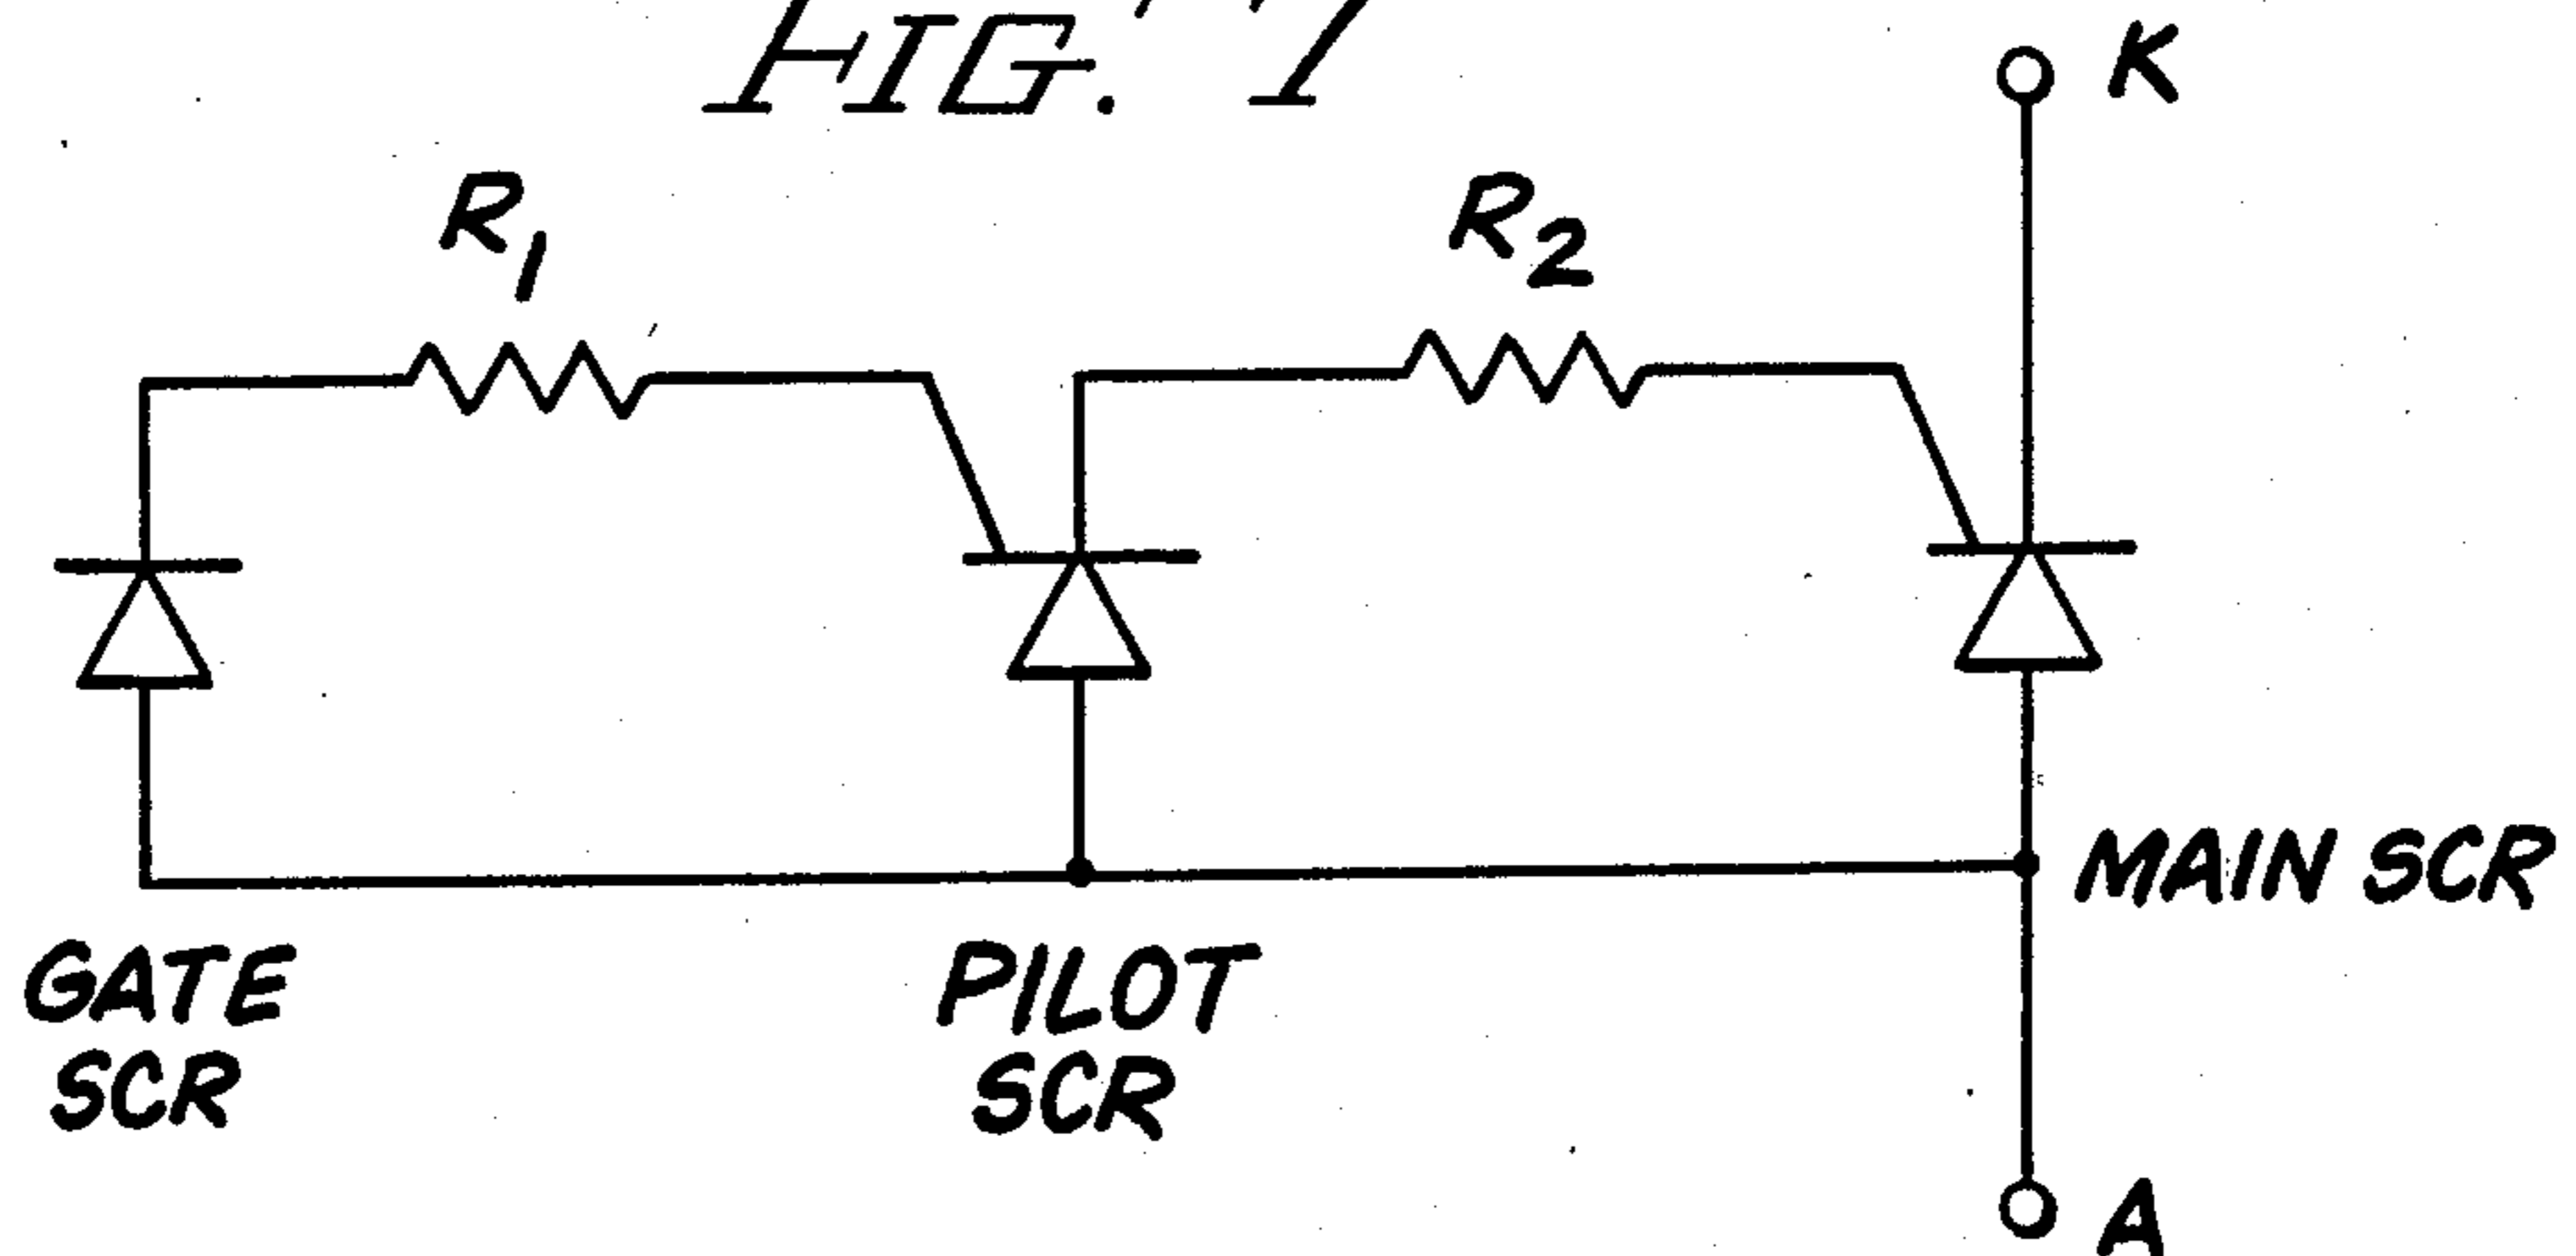 FIG. 7
K
R1
R2
MAIN SCR
GATE
SCR
PILOT
SCR
A